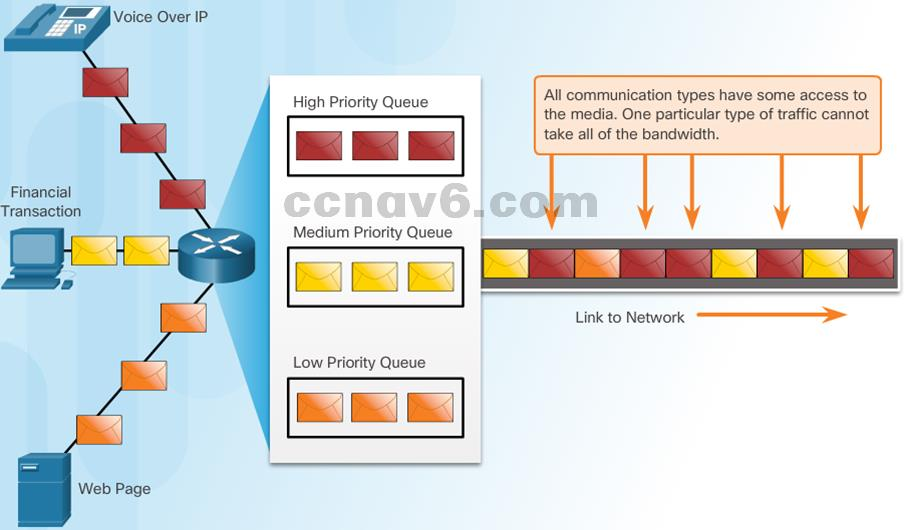 Voice Over IP
IP
High Priority Queue
All communication types have some access to
the media. One particular type of traffic cannot
take all of the bandwidth.
Financial
Transaction
ccnav6.com
Medium Priority Queue
Link to Network
Low Priority Queue
Web Page